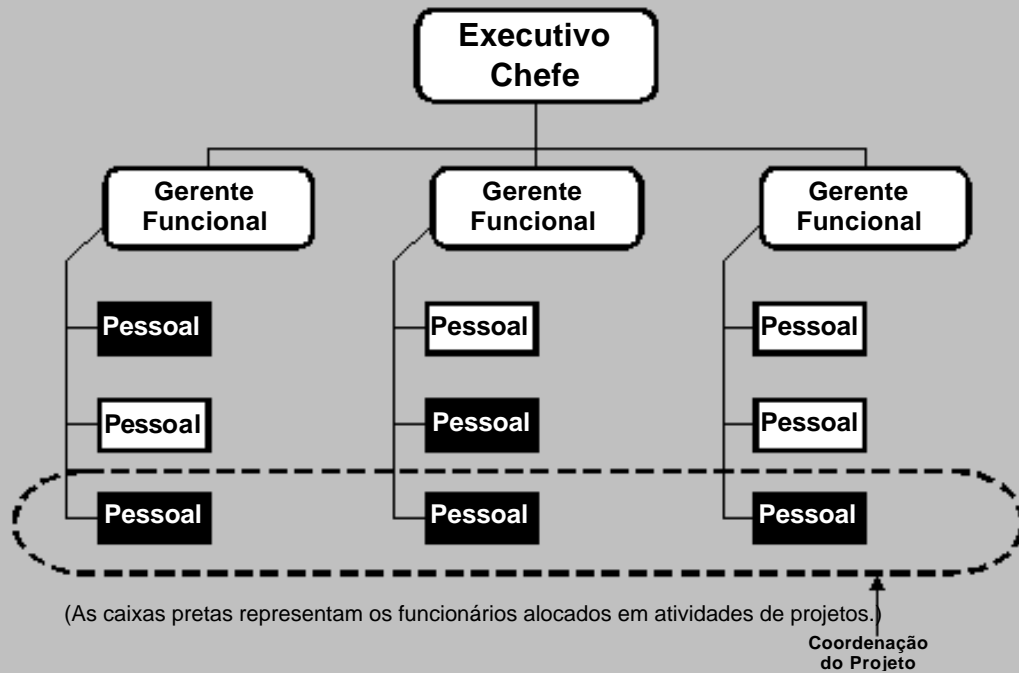 Executivo
Chefe
Gerente
Funcional
Gerente
Funcional
Gerente
Funcional
Pessoal
Pessoal
Pessoal
Pessoal
Pessoal
Pessoal
Pessoal
Pessoal
Pessoal
(As caixas pretas representam os funcionários alocados em atividades de projetos.)
Coordenação
do Projeto